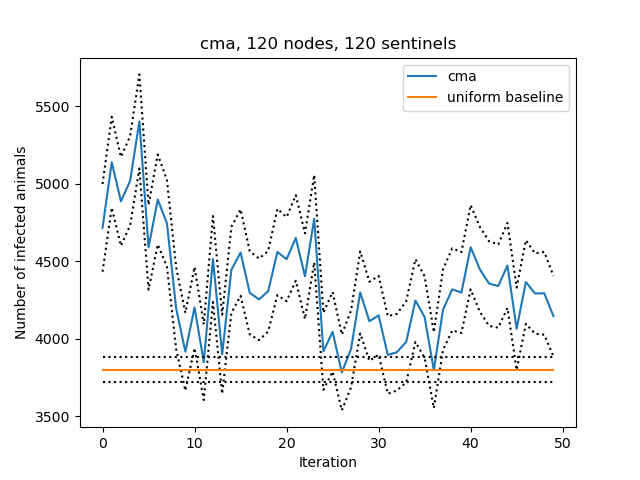 cma, 120 nodes, 120 sentinels
cma
uniform baseline
Number of infected animals
5500
5000
4500
4000
3500
0 10 20 30 40 50
Iteration